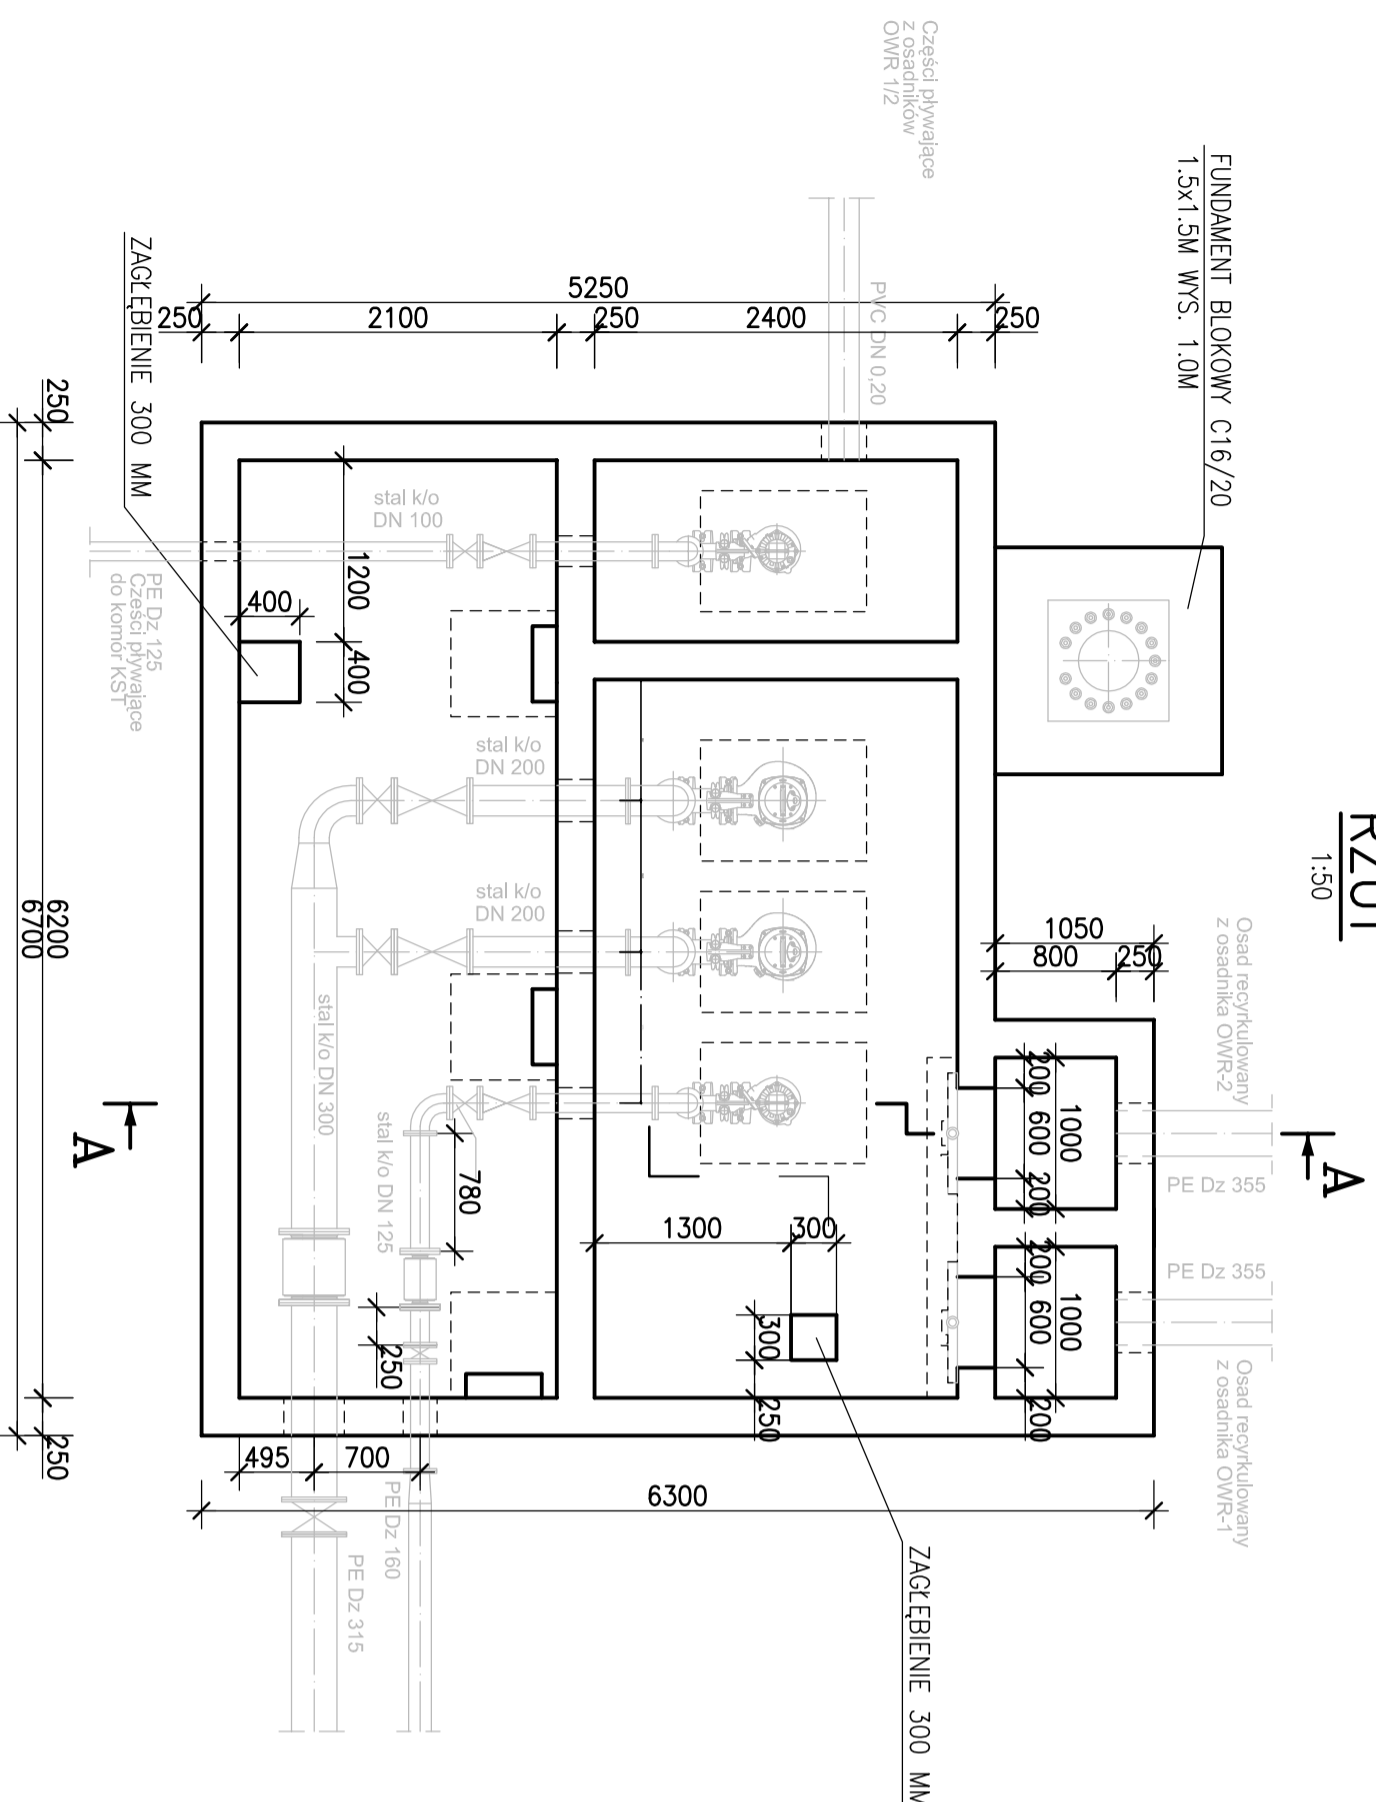 RZUT
1:50
FUNDAMENT BLOKOWY C16/20
1.5x1.5M WYS. 1.0M
Części pływające
z osadników
OWR 1/2
PVC DN 0,20
5250
250
2100
250
2400
250
ZAGŁĘBIENIE 300 MM
250
6200
6700
250
stal k/o
DN 100
1200
400
400
PE Dz 125
Części pływające
do komór KST
stal k/o
DN 200
stal k/o
DN 200
stal k/o DN 300
stal k/o DN 125
780
250
1050
800
250
Osad recyrkulowany
z osadnika OWR-2
PE Dz 355
200
600
200
1000
PE Dz 355
200
600
200
1000
Osad recyrkulowany
z osadnika OWR-1
A
A
1300
300
300
250
495
700
6300
PE Dz 160
PE Dz 315
ZAGŁĘBIENIE 300 MM